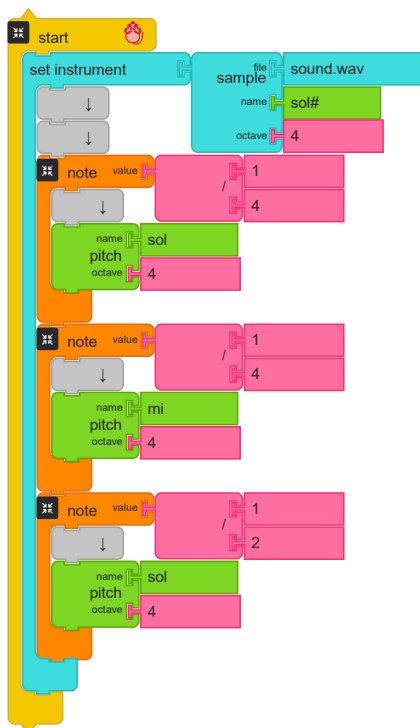 start
set instrument
file
sample
sound.wav
name
sol#
octave
4
↓
↓
note
value
/
1
4
↓
name
sol
pitch
octave
4
note
value
/
1
4
↓
name
mi
pitch
octave
4
note
value
/
1
2
↓
name
sol
pitch
octave
4